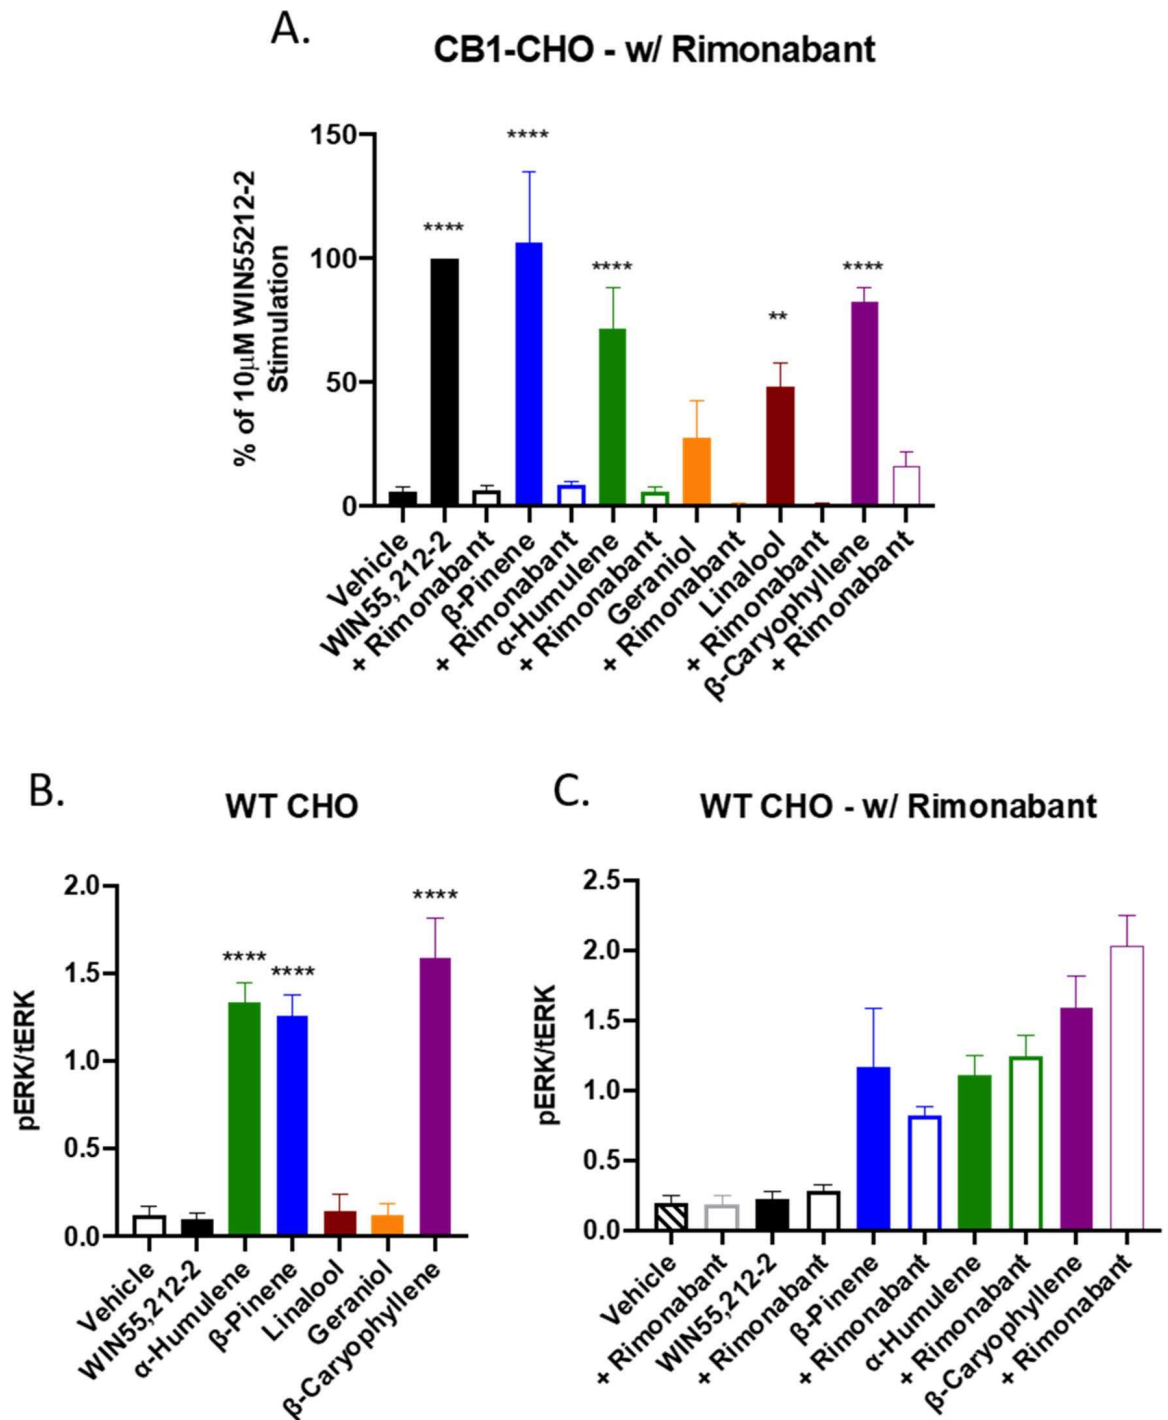 A.
CB1-CHO - w/ Rimonabant
% of 10μM WIN55212-2
Stimulation
150
100
50
0
****
****
****
**
****
Vehicle
WIN55,212-2
+ Rimonabant
β-Pinene
+ Rimonabant
α-Humulene
+ Rimonabant
Geraniol
+ Rimonabant
Linalool
+ Rimonabant
β-Caryophyllene
+ Rimonabant
B.
WT CHO
pERK/tERK
2.0
1.5
1.0
0.5
0.0
****
****
****
Vehicle
WIN55,212-2
α-Humulene
β-Pinene
Linalool
Geraniol
β-Caryophyllene
C.
WT CHO - w/ Rimonabant
pERK/tERK
2.5
2.0
1.5
1.0
0.5
0.0
Vehicle
+ Rimonabant
WIN55,212-2
+ Rimonabant
β-Pinene
+ Rimonabant
α-Humulene
+ Rimonabant
β-Caryophyllene
+ Rimonabant